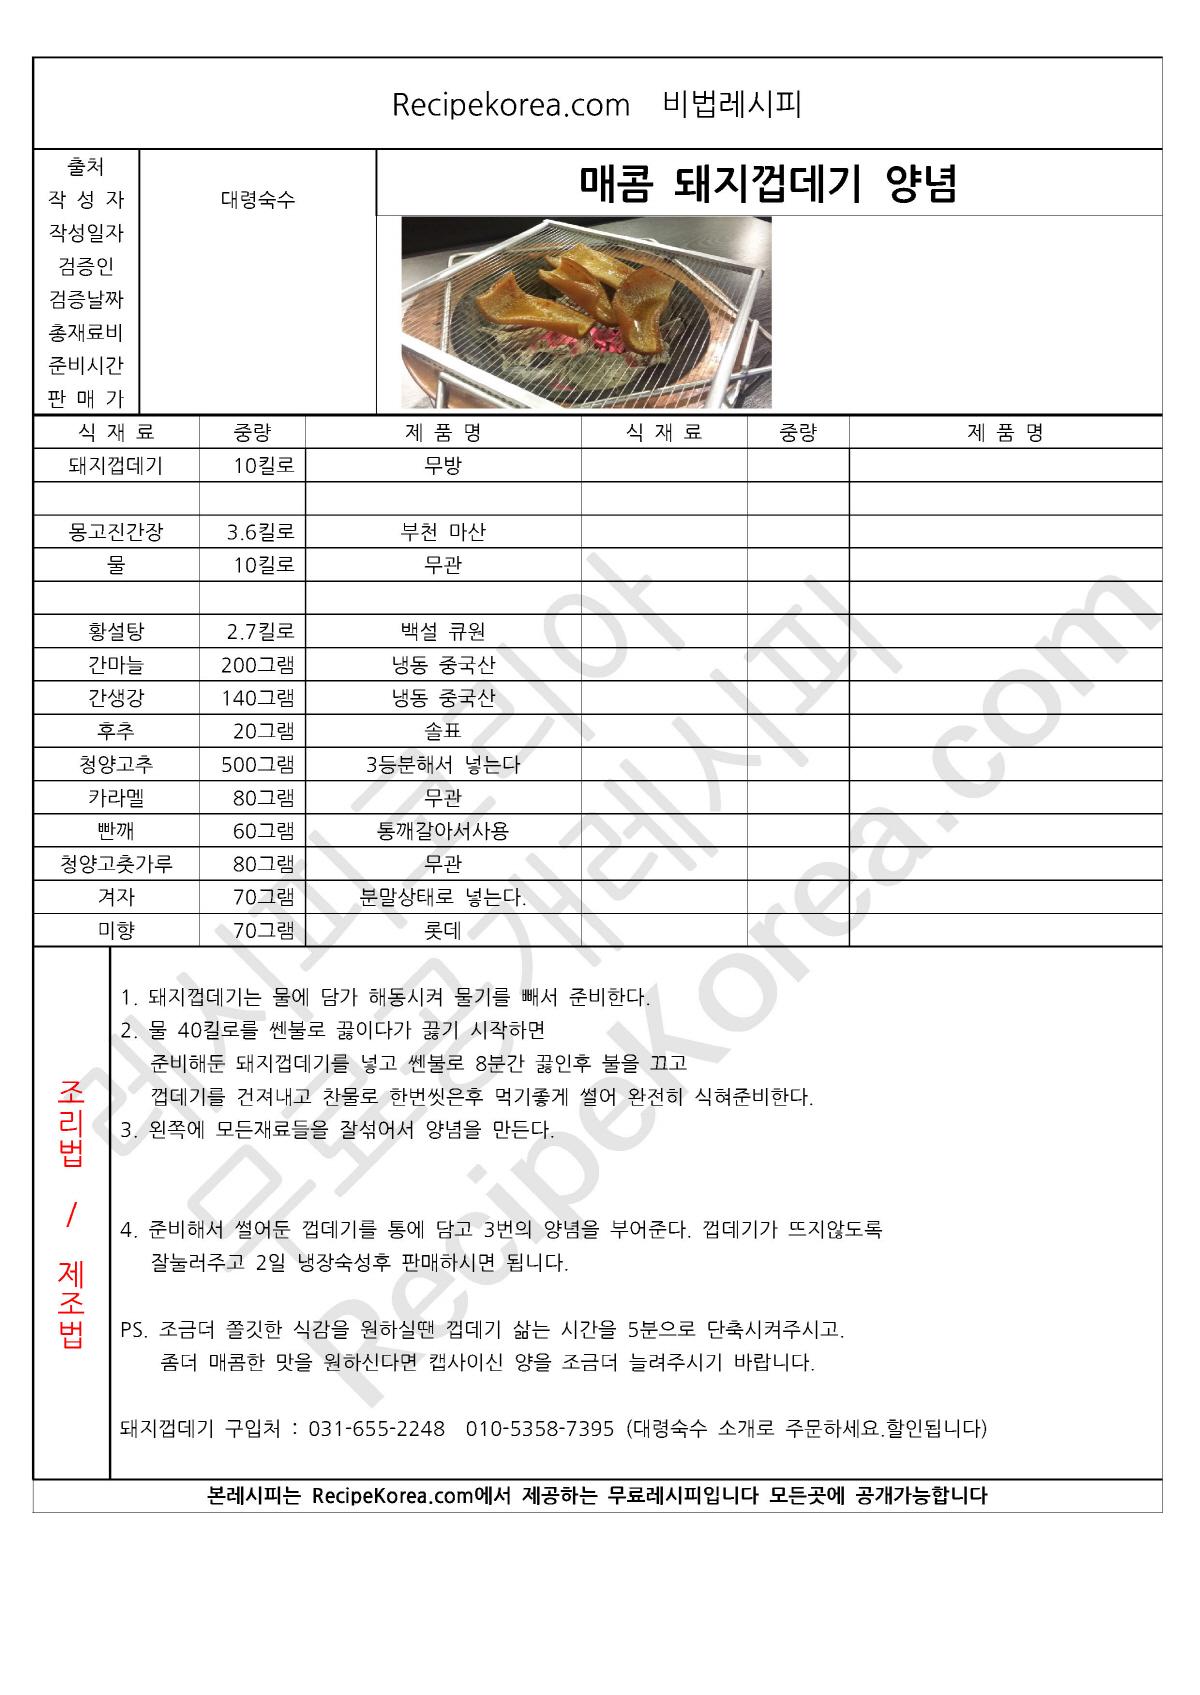 Recipekorea.com 비법레시피
출처
작 성 자 대령숙수
작성일자
검증인
검증날짜
총재료비
준비시간
판 매 가
매콤 돼지껍데기 양념
식 재 료 중량 제 품 명 식 재 료 중량 제 품 명
돼지껍데기 10킬로 무방
몽고진간장 3.6킬로 부천 마산
물 10킬로 무관
황설탕 2.7킬로 백설 큐원
간마늘 200그램 냉동 중국산
간생강 140그램 냉동 중국산
후추 20그램 솔표
청양고추 500그램 3등분해서 넣는다
카라멜 80그램 무관
빤깨 60그램 통깨갈아서사용
청양고춧가루 80그램 무관
겨자 70그램 분말상태로 넣는다.
미향 70그램 롯데
조리법 / 제조법
1. 돼지껍데기는 물에 담가 해동시켜 물기를 빼서 준비한다.
2. 물 40킬로를 쎈불로 끓이다가 끓기 시작하면
준비해둔 돼지껍데기를 넣고 쎈불로 8분간 끓인후 불을 끄고
껍데기를 건져내고 찬물로 한번씻은후 먹기좋게 썰어 완전히 식혀준비한다.
3. 왼쪽에 모든재료들을 잘섞어서 양념을 만든다.
4. 준비해서 썰어둔 껍데기를 통에 담고 3번의 양념을 부어준다. 껍데기가 뜨지않도록
잘눌러주고 2일 냉장숙성후 판매하시면 됩니다.
PS. 조금더 쫄깃한 식감을 원하실땐 껍데기 삶는 시간을 5분으로 단축시켜주시고.
좀더 매콤한 맛을 원하신다면 캡사이신 양을 조금더 늘려주시기 바랍니다.
돼지껍데기 구입처 : 031-655-2248 010-5358-7395 (대령숙수 소개로 주문하세요.할인됩니다)
본레시피는 RecipeKorea.com에서 제공하는 무료레시피입니다 모든곳에 공개가능합니다
레시피코리아
무료공개레시피
RecipeKorea.com